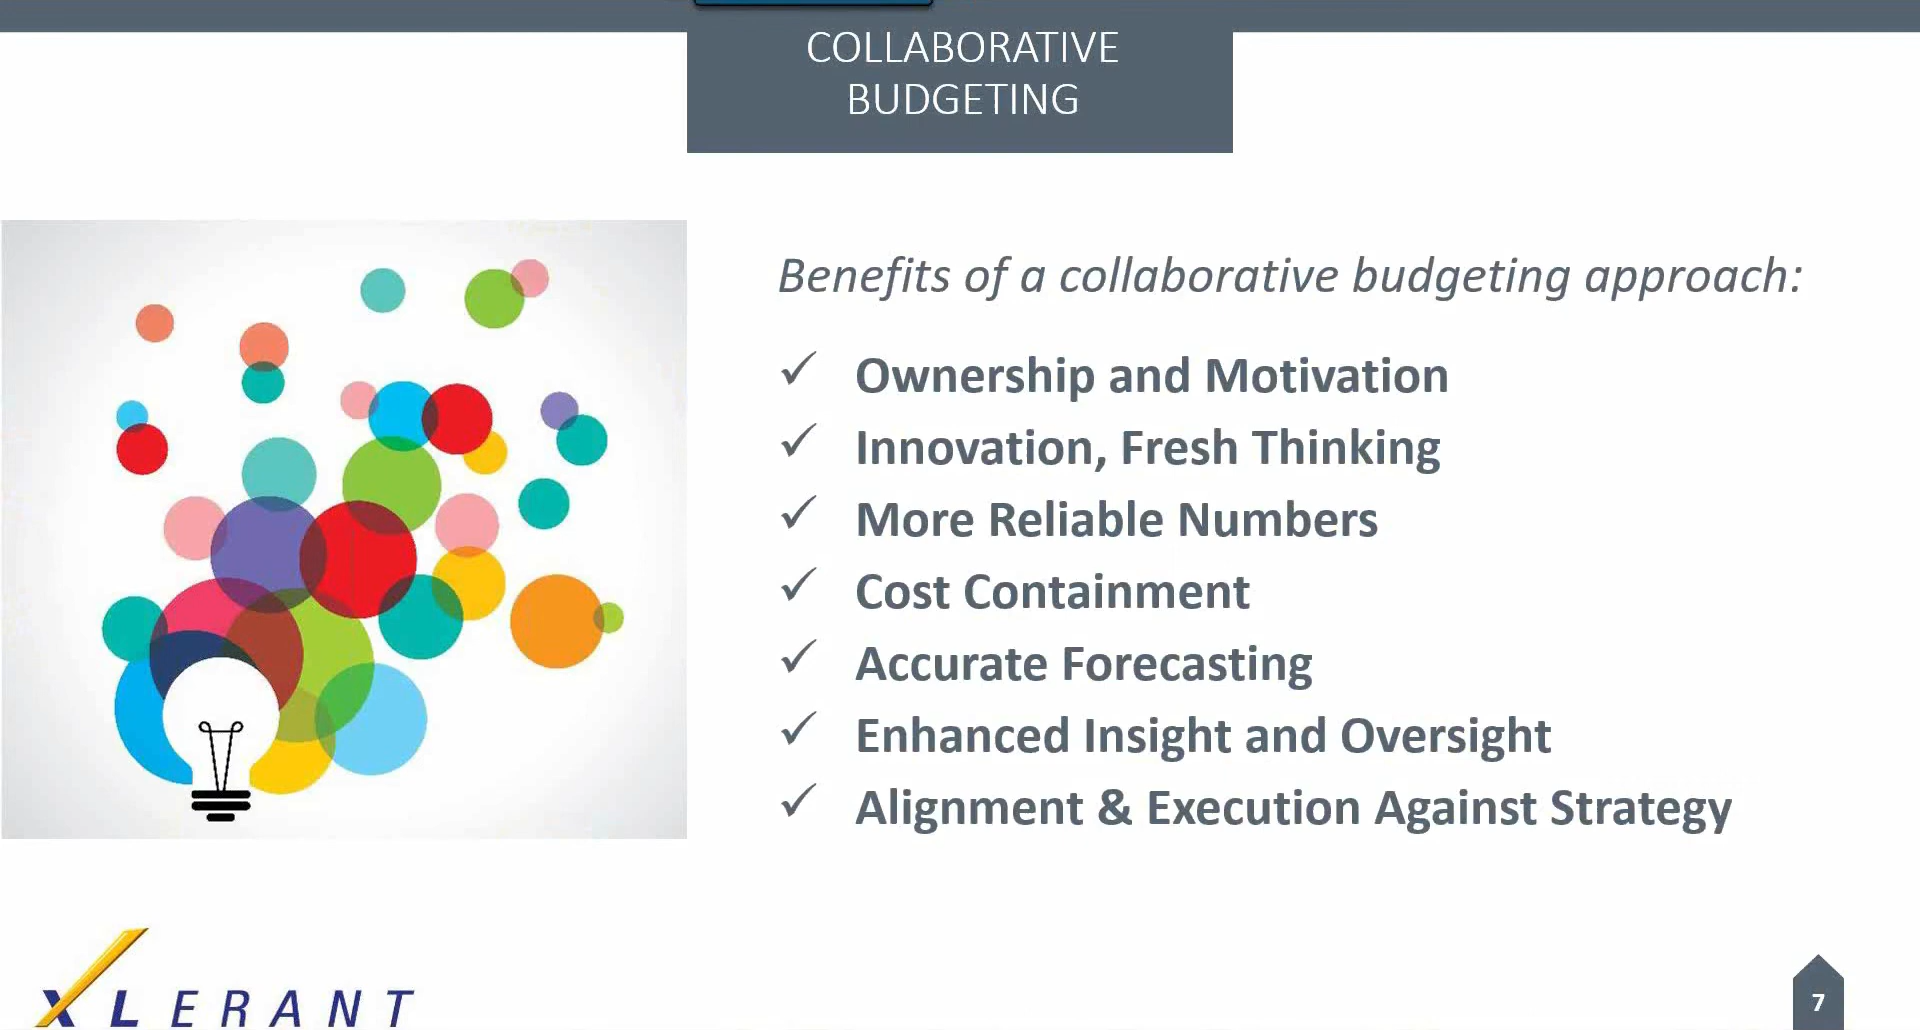 COLLABORATIVE
BUDGETING
Benefits of a collaborative budgeting approach:
✓ Ownership and Motivation
✓ Innovation, Fresh Thinking
✓ More Reliable Numbers
✓ Cost Containment
✓ Accurate Forecasting
✓ Enhanced Insight and Oversight
✓ Alignment & Execution Against Strategy
XLERANT
7